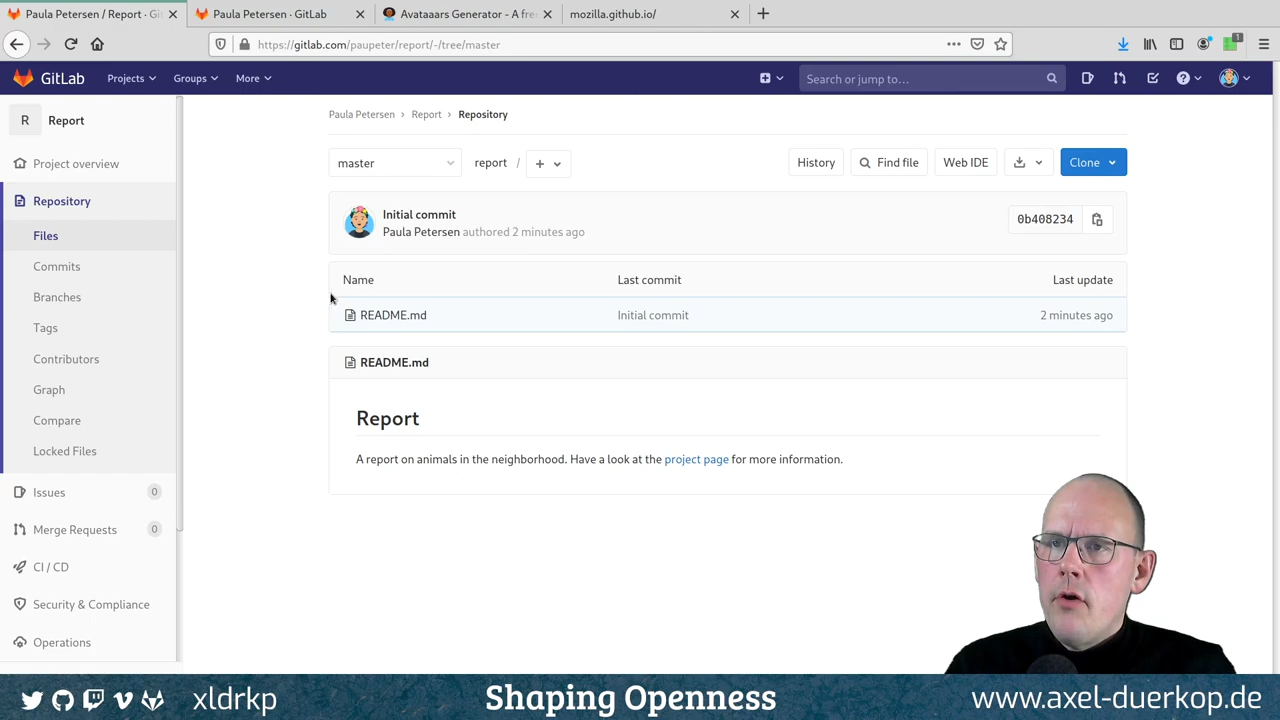 Paula Petersen / Report · Gi
Paula Petersen · GitLab
Avataaars Generator - A fre
mozilla.github.io/
https://gitlab.com/paupeter/report/-/tree/master
1
GitLab
Projects
Groups
More
Search or jump to…
R
Report
Project overview
Repository
Files
Commits
Branches
Tags
Contributors
Graph
Compare
Locked Files
Issues
0
Merge Requests
0
CI / CD
Security & Compliance
Operations
Paula Petersen › Report › Repository
master
report /
History
Find file
Web IDE
Clone
Initial commit
Paula Petersen authored 2 minutes ago
0b408234
Name Last commit Last update
README.md Initial commit 2 minutes ago
README.md
Report
A report on animals in the neighborhood. Have a look at the project page for more information.
xldrkp
Shaping Openness
www.axel-duerkop.de